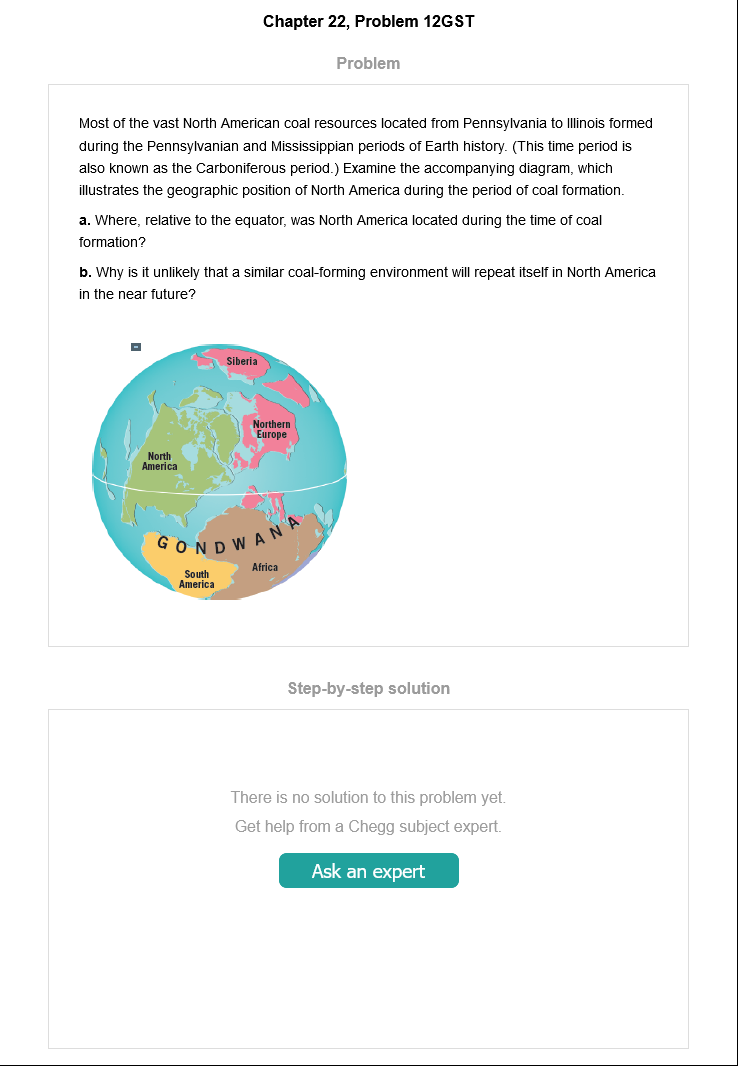 Chapter 22, Problem 12GST
Problem
Most of the vast North American coal resources located from Pennsylvania to Illinois formed
during the Pennsylvanian and Mississippian periods of Earth history. (This time period is
also known as the Carboniferous period.) Examine the accompanying diagram, which
illustrates the geographic position of North America during the period of coal formation.
a. Where, relative to the equator, was North America located during the time of coal
formation?
b. Why is it unlikely that a similar coal-forming environment will repeat itself in North America
in the near future?
Siberia
Northern
Europe
North
America
GONDWANA
Africa
South
America
Step-by-step solution
There is no solution to this problem yet.
Get help from a Chegg subject expert.
Ask an expert